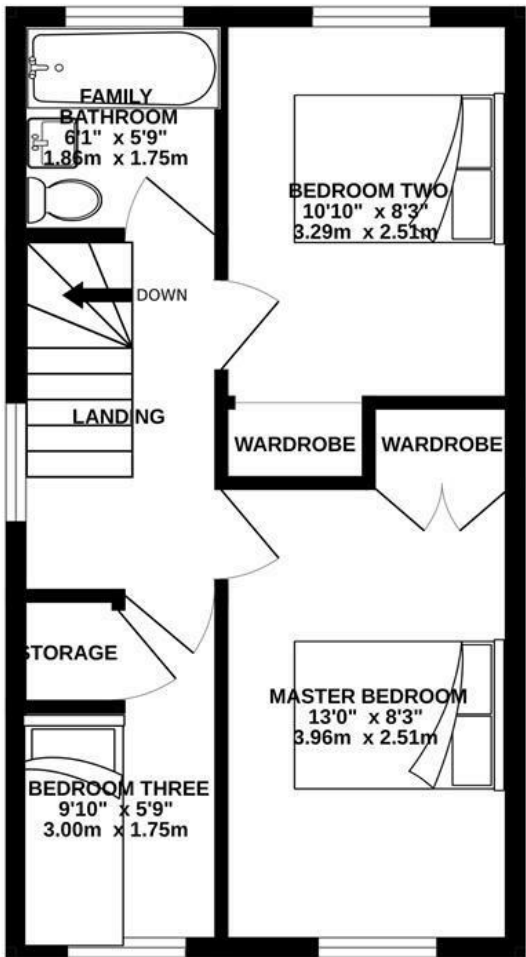 FAMILY
BATHROOM
6'1" x 5'9"
1.86m x 1.75m
BEDROOM TWO
10'10" x 8'3"
3.29m x 2.51m
DOWN
LANDING
WARDROBE
WARDROBE
STORAGE
MASTER BEDROOM
13'0" x 8'3"
3.96m x 2.51m
BEDROOM THREE
9'10" x 5'9"
3.00m x 1.75m